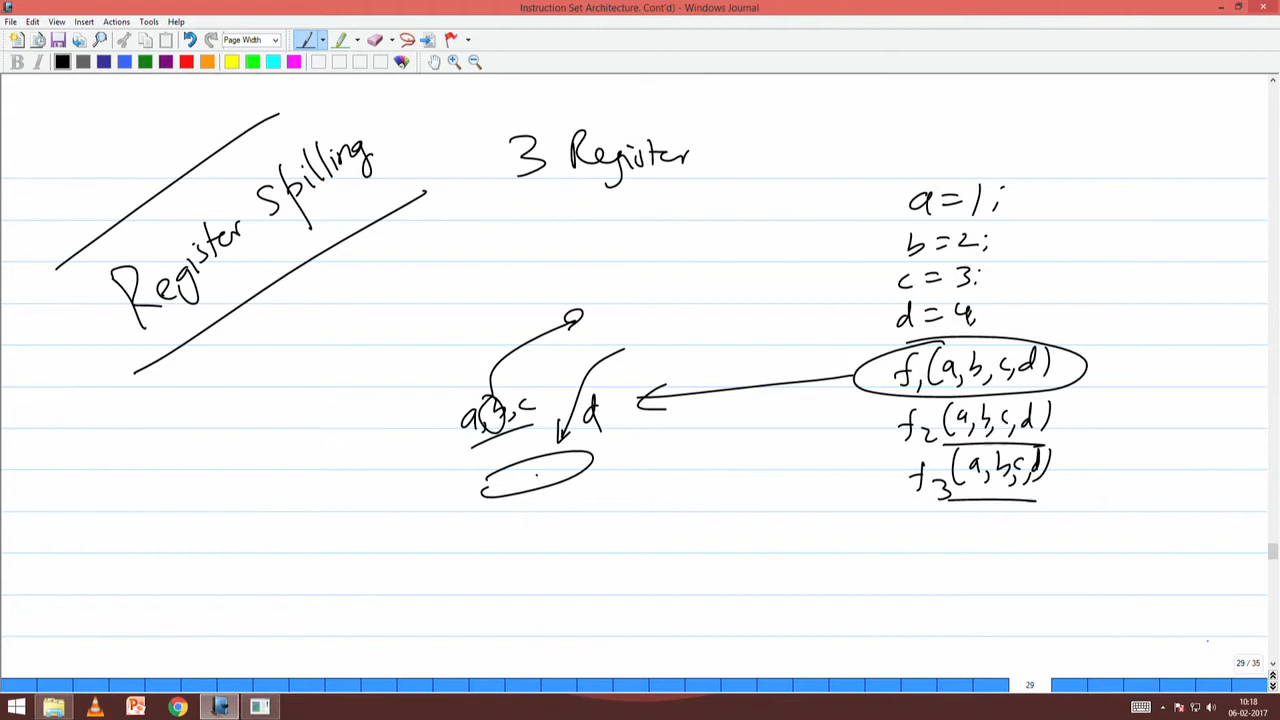 Instruction Set Architecture. Cont'd) - Windows Journal
File Edit View Insert Actions Tools Help
Page Width
B I
Register Spilling
3 Register
a = 1;
b = 2;
c = 3;
d = 4
f1(a,b,c,d)
a,b,c d
f2(a,b,c,d)
f3(a,b,c,d)
29 / 35
29
10:18
06-02-2017